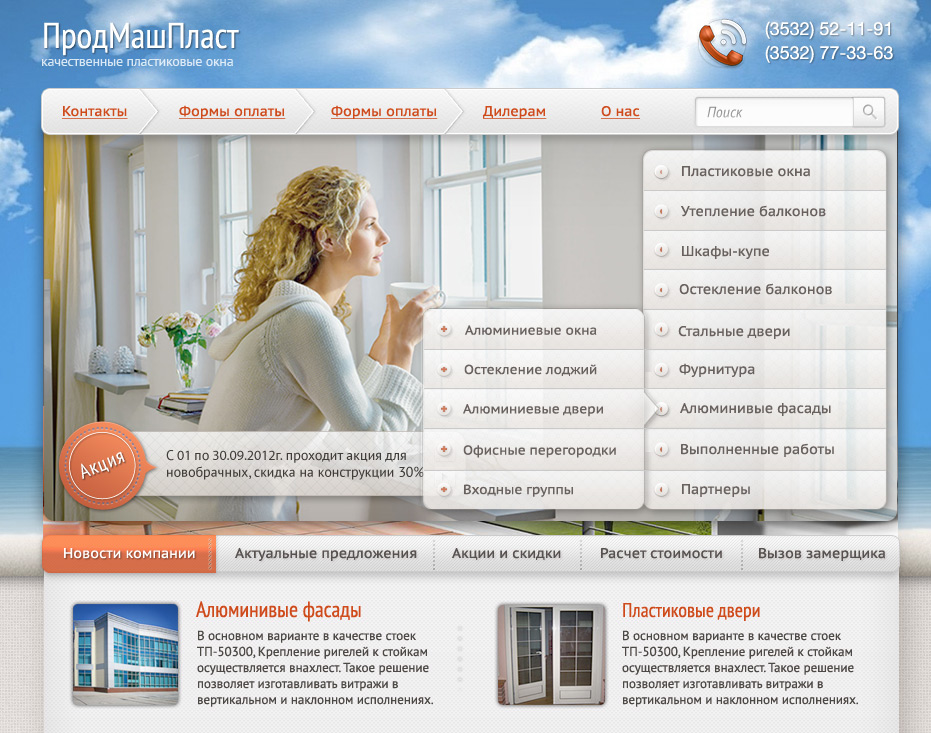 ПродМашПласт
качественные пластиковые окна
(3532) 52-11-91
(3532) 77-33-63
Контакты
Формы оплаты
Формы оплаты
Дилерам
О нас
Поиск
Пластиковые окна
Утепление балконов
Шкафы-купе
Остекление балконов
Стальные двери
Фурнитура
Алюминивые фасады
Выполненные работы
Партнеры
Алюминиевые окна
Остекление лоджий
Алюминиевые двери
Офисные перегородки
Входные группы
Акция
С 01 по 30.09.2012г. проходит акция для
новобрачных, скидка на конструкции 30%
Новости компании
Актуальные предложения
Акции и скидки
Расчет стоимости
Вызов замерщика
Алюминивые фасады
В основном варианте в качестве стоек
ТП-50300, Крепление ригелей к стойкам
осуществляется внахлест. Такое решение
позволяет изготавливать витражи в
вертикальном и наклонном исполнениях.
Пластиковые двери
В основном варианте в качестве стоек
ТП-50300, Крепление ригелей к стойкам
осуществляется внахлест. Такое решение
позволяет изготавливать витражи в
вертикальном и наклонном исполнениях.